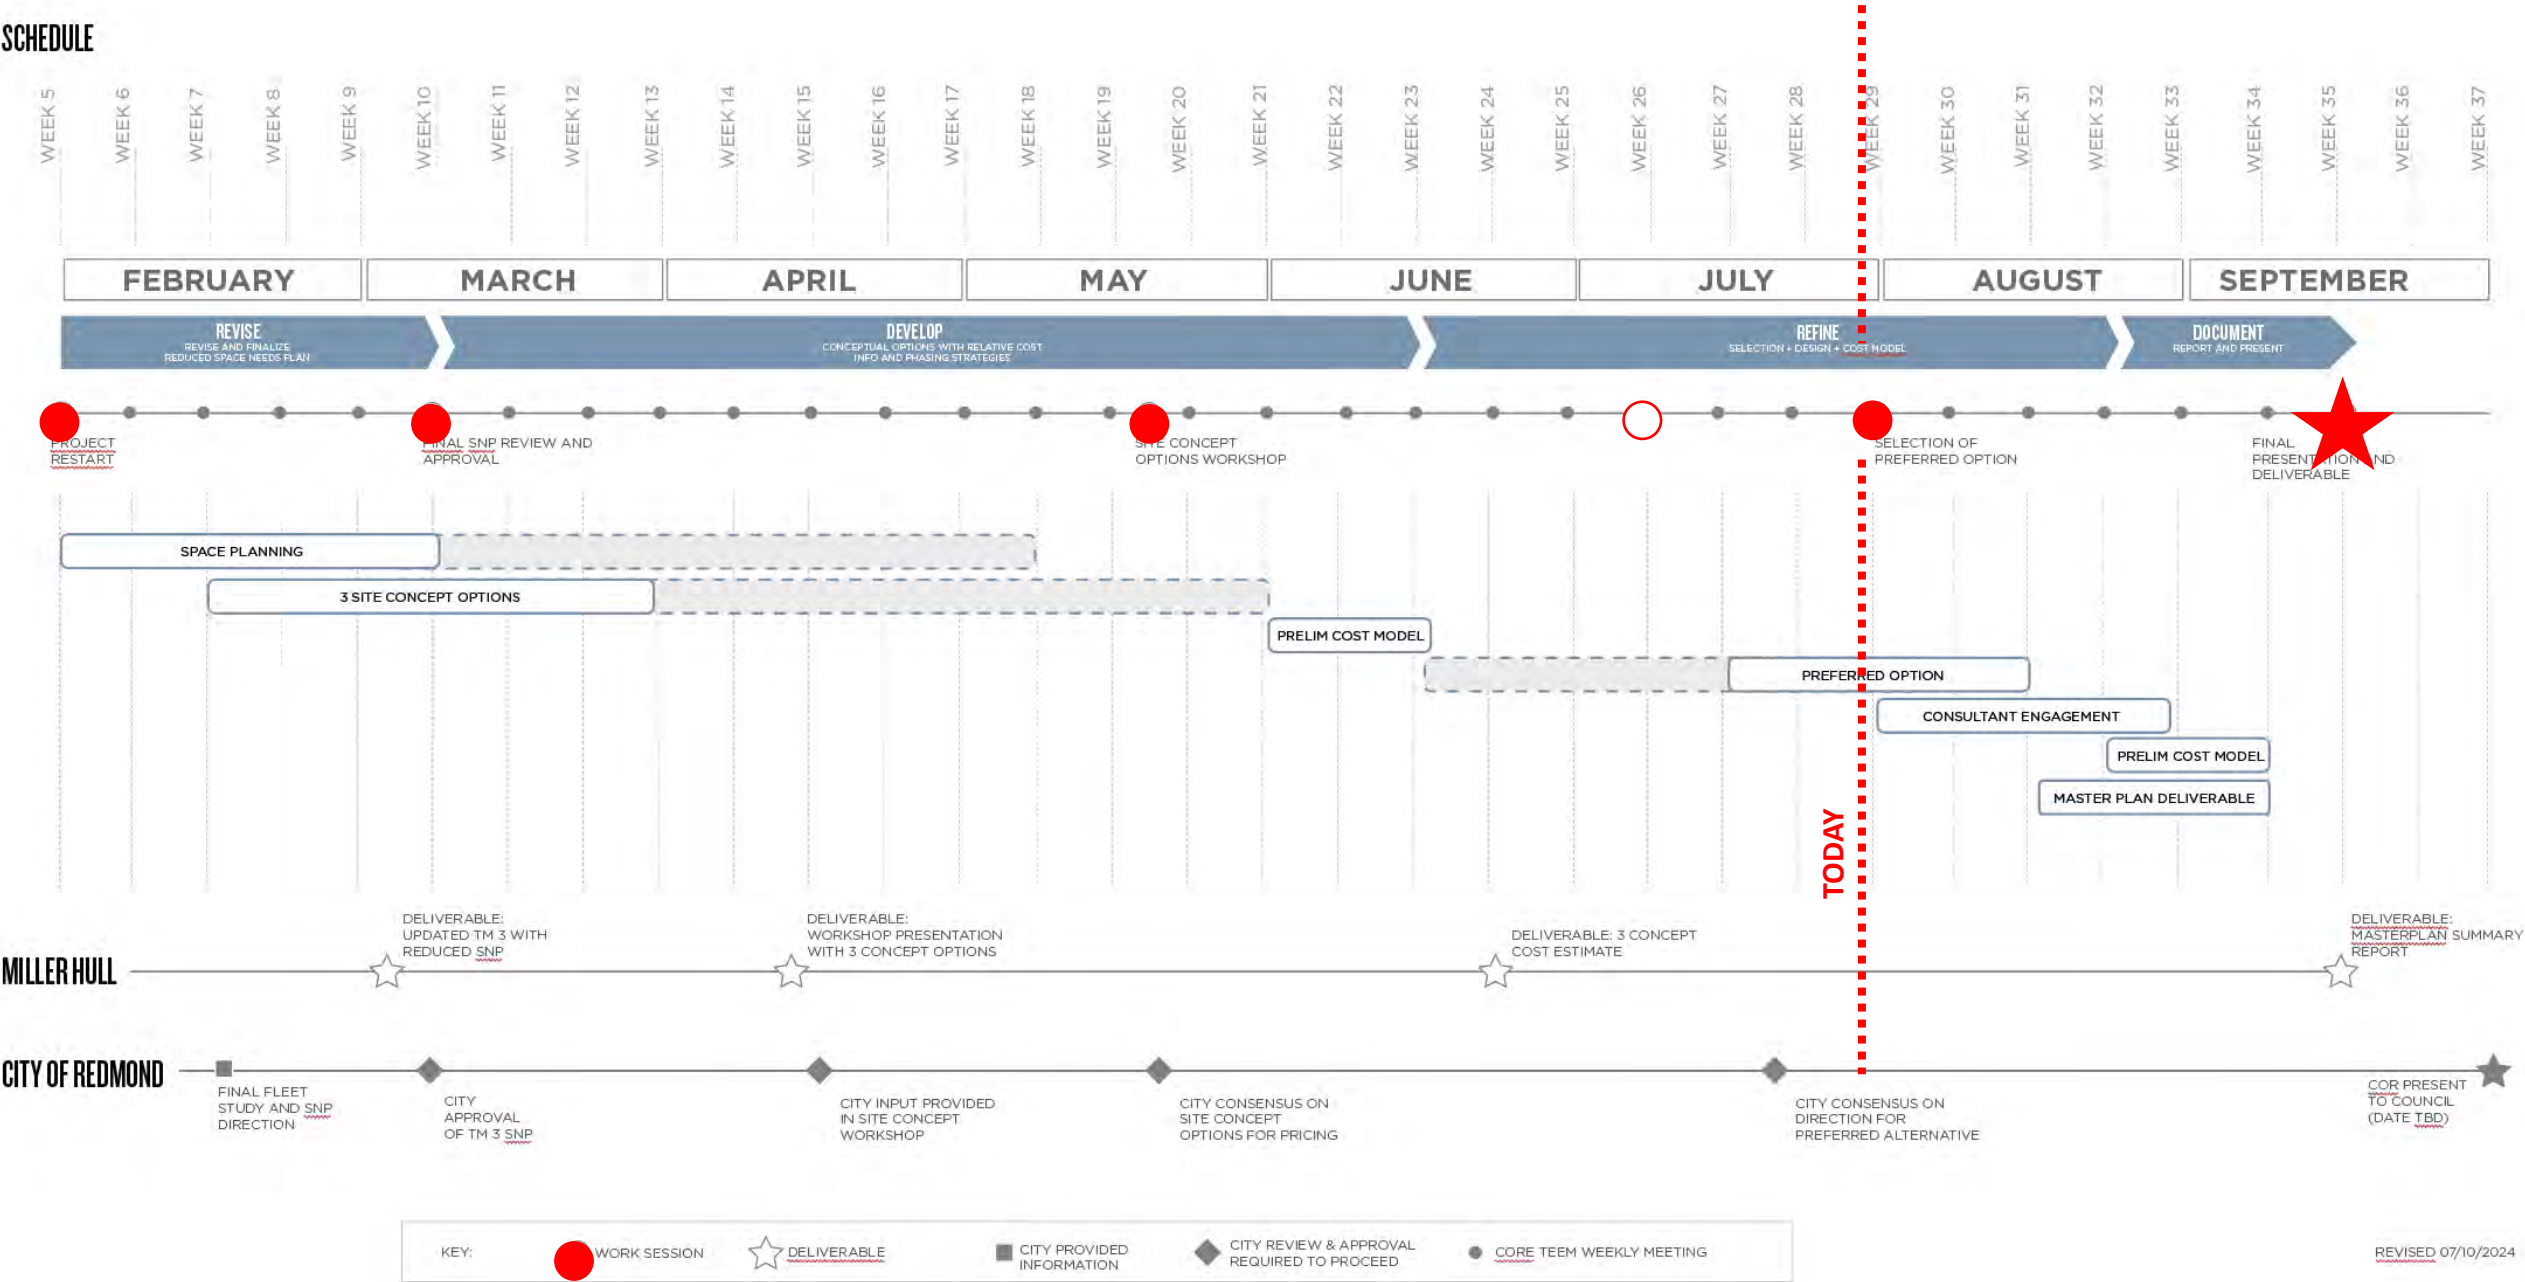 SCHEDULE
WEEK 5
WEEK 6
WEEK 7
WEEK 8
WEEK 9
WEEK 10
WEEK 11
WEEK 12
WEEK 13
WEEK 14
WEEK 15
WEEK 16
WEEK 17
WEEK 18
WEEK 19
WEEK 20
WEEK 21
WEEK 22
WEEK 23
WEEK 24
WEEK 25
WEEK 26
WEEK 27
WEEK 28
WEEK 29
WEEK 30
WEEK 31
WEEK 32
WEEK 33
WEEK 34
WEEK 35
WEEK 36
WEEK 37
FEBRUARY
MARCH
APRIL
MAY
JUNE
JULY
AUGUST
SEPTEMBER
REVISE
REVISE AND FINALIZE
REDUCED SPACE NEEDS PLAN
DEVELOP
CONCEPTUAL OPTIONS WITH RELATIVE COST
INFO AND PHASING STRATEGIES
REFINE
SELECTION + DESIGN + COST MODEL
DOCUMENT
REPORT AND PRESENT
PROJECT
RESTART
FINAL SNP REVIEW AND
APPROVAL
SITE CONCEPT
OPTIONS WORKSHOP
SELECTION OF
PREFERRED OPTION
FINAL
PRESENTATION AND
DELIVERABLE
SPACE PLANNING
3 SITE CONCEPT OPTIONS
PRELIM COST MODEL
PREFERRED OPTION
CONSULTANT ENGAGEMENT
PRELIM COST MODEL
MASTER PLAN DELIVERABLE
TODAY
MILLER HULL
DELIVERABLE:
UPDATED TM 3 WITH
REDUCED SNP
DELIVERABLE:
WORKSHOP PRESENTATION
WITH 3 CONCEPT OPTIONS
DELIVERABLE: 3 CONCEPT
COST ESTIMATE
DELIVERABLE:
MASTERPLAN SUMMARY
REPORT
CITY OF REDMOND
FINAL FLEET
STUDY AND SNP
DIRECTION
CITY
APPROVAL
OF TM 3 SNP
CITY INPUT PROVIDED
IN SITE CONCEPT
WORKSHOP
CITY CONSENSUS ON
SITE CONCEPT
OPTIONS FOR PRICING
CITY CONSENSUS ON
DIRECTION FOR
PREFERRED ALTERNATIVE
COR PRESENT
TO COUNCIL
(DATE TBD)
KEY:
WORK SESSION
DELIVERABLE
CITY PROVIDED
INFORMATION
CITY REVIEW & APPROVAL
REQUIRED TO PROCEED
CORE TEEM WEEKLY MEETING
REVISED 07/10/2024